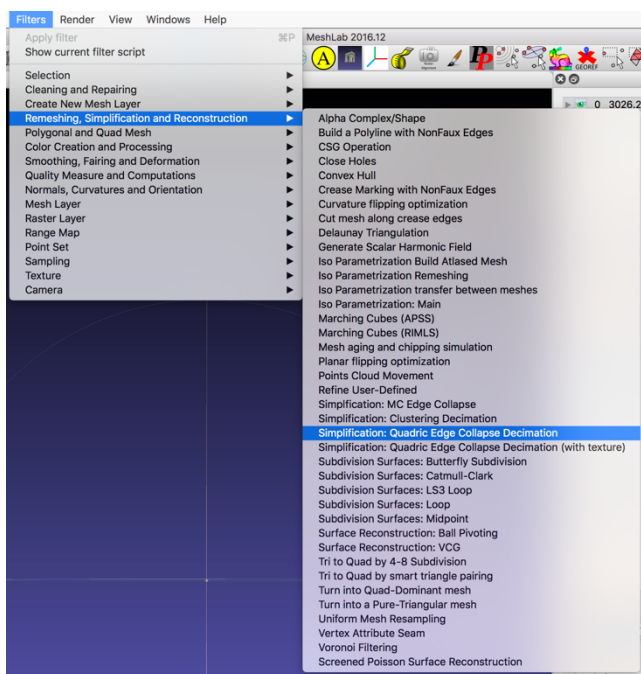 Filters Render View Windows Help
Apply filter ⌘P
Show current filter script
MeshLab 2016.12
A
Pp
GEOREF
0 3026.2
Selection
Cleaning and Repairing
Create New Mesh Layer
Remeshing, Simplification and Reconstruction
Polygonal and Quad Mesh
Color Creation and Processing
Smoothing, Fairing and Deformation
Quality Measure and Computations
Normals, Curvatures and Orientation
Mesh Layer
Raster Layer
Range Map
Point Set
Sampling
Texture
Camera
Alpha Complex/Shape
Build a Polyline with NonFaux Edges
CSG Operation
Close Holes
Convex Hull
Crease Marking with NonFaux Edges
Curvature flipping optimization
Cut mesh along crease edges
Delaunay Triangulation
Generate Scalar Harmonic Field
Iso Parametrization Build Atlased Mesh
Iso Parametrization Remeshing
Iso Parametrization transfer between meshes
Iso Parametrization: Main
Marching Cubes (APSS)
Marching Cubes (RIMLS)
Mesh aging and chipping simulation
Planar flipping optimization
Points Cloud Movement
Refine User-Defined
Simplfication: MC Edge Collapse
Simplification: Clustering Decimation
Simplification: Quadric Edge Collapse Decimation
Simplification: Quadric Edge Collapse Decimation (with texture)
Subdivision Surfaces: Butterfly Subdivision
Subdivision Surfaces: Catmull-Clark
Subdivision Surfaces: LS3 Loop
Subdivision Surfaces: Loop
Subdivision Surfaces: Midpoint
Surface Reconstruction: Ball Pivoting
Surface Reconstruction: VCG
Tri to Quad by 4-8 Subdivision
Tri to Quad by smart triangle pairing
Turn into Quad-Dominant mesh
Turn into a Pure-Triangular mesh
Uniform Mesh Resampling
Vertex Attribute Seam
Voronoi Filtering
Screened Poisson Surface Reconstruction